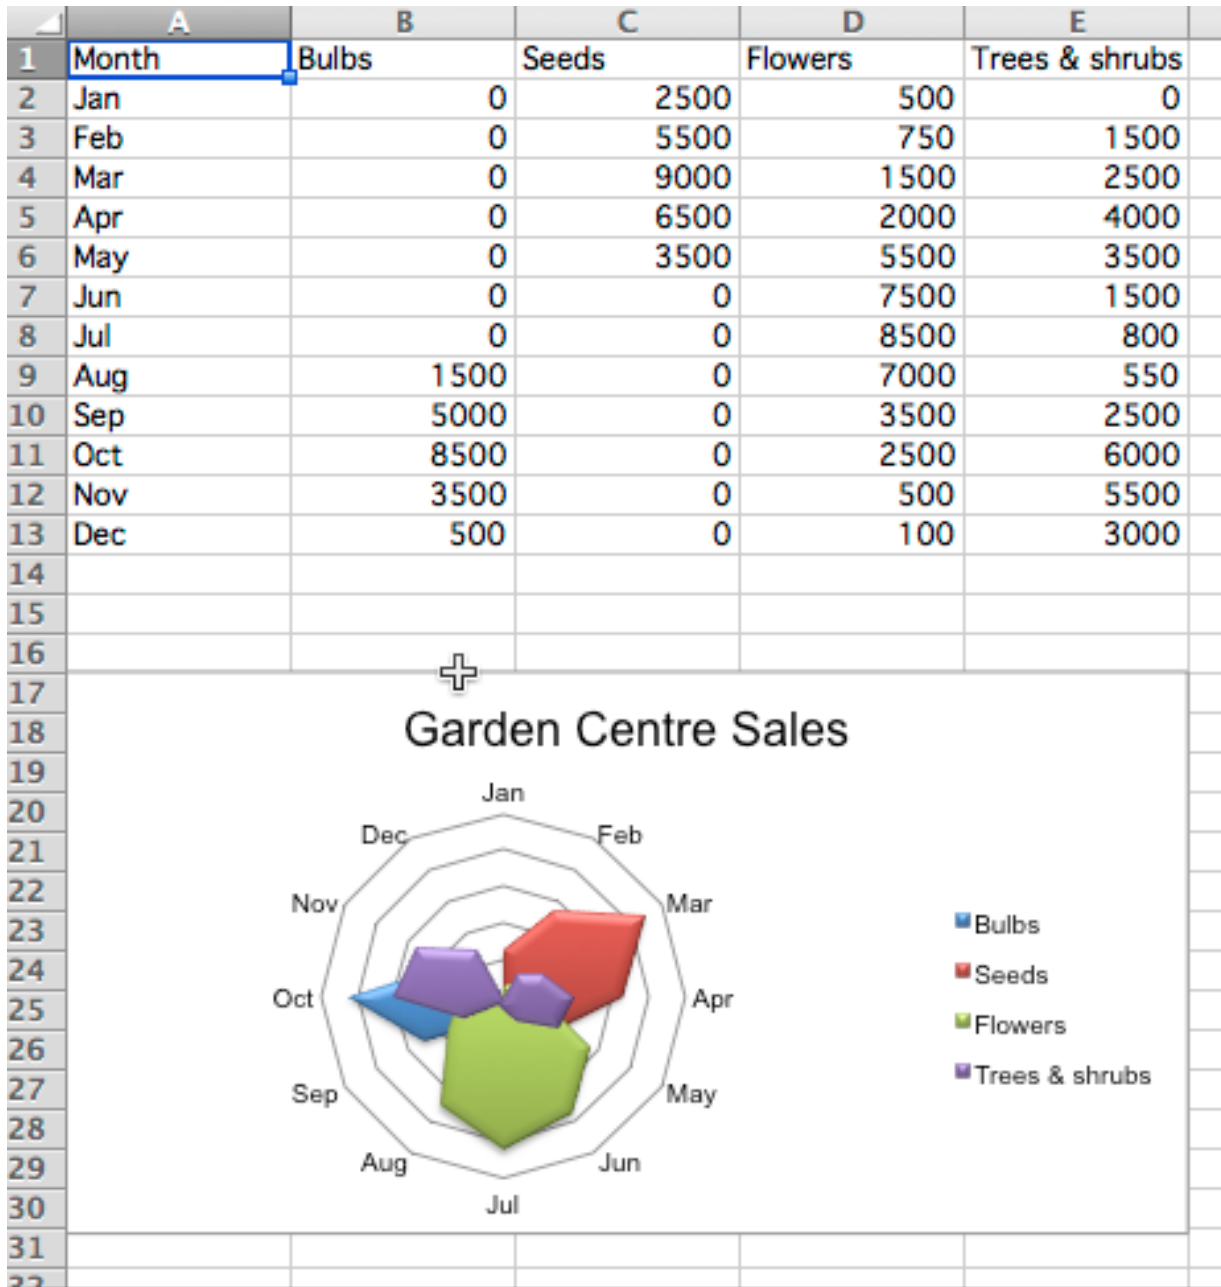 A B C D E
1 Month Bulbs Seeds Flowers Trees & shrubs
2 Jan 0 2500 500 0
3 Feb 0 5500 750 1500
4 Mar 0 9000 1500 2500
5 Apr 0 6500 2000 4000
6 May 0 3500 5500 3500
7 Jun 0 0 7500 1500
8 Jul 0 0 8500 800
9 Aug 1500 0 7000 550
10 Sep 5000 0 3500 2500
11 Oct 8500 0 2500 6000
12 Nov 3500 0 500 5500
13 Dec 500 0 100 3000
14
15
16
17
18 Garden Centre Sales
19
20 Jan
21 Dec Feb
22
23 Nov Mar Bulbs
24 Seeds
25 Oct Apr Flowers
26 Trees & shrubs
27 Sep May
28
29 Aug Jun
30 Jul
31
32